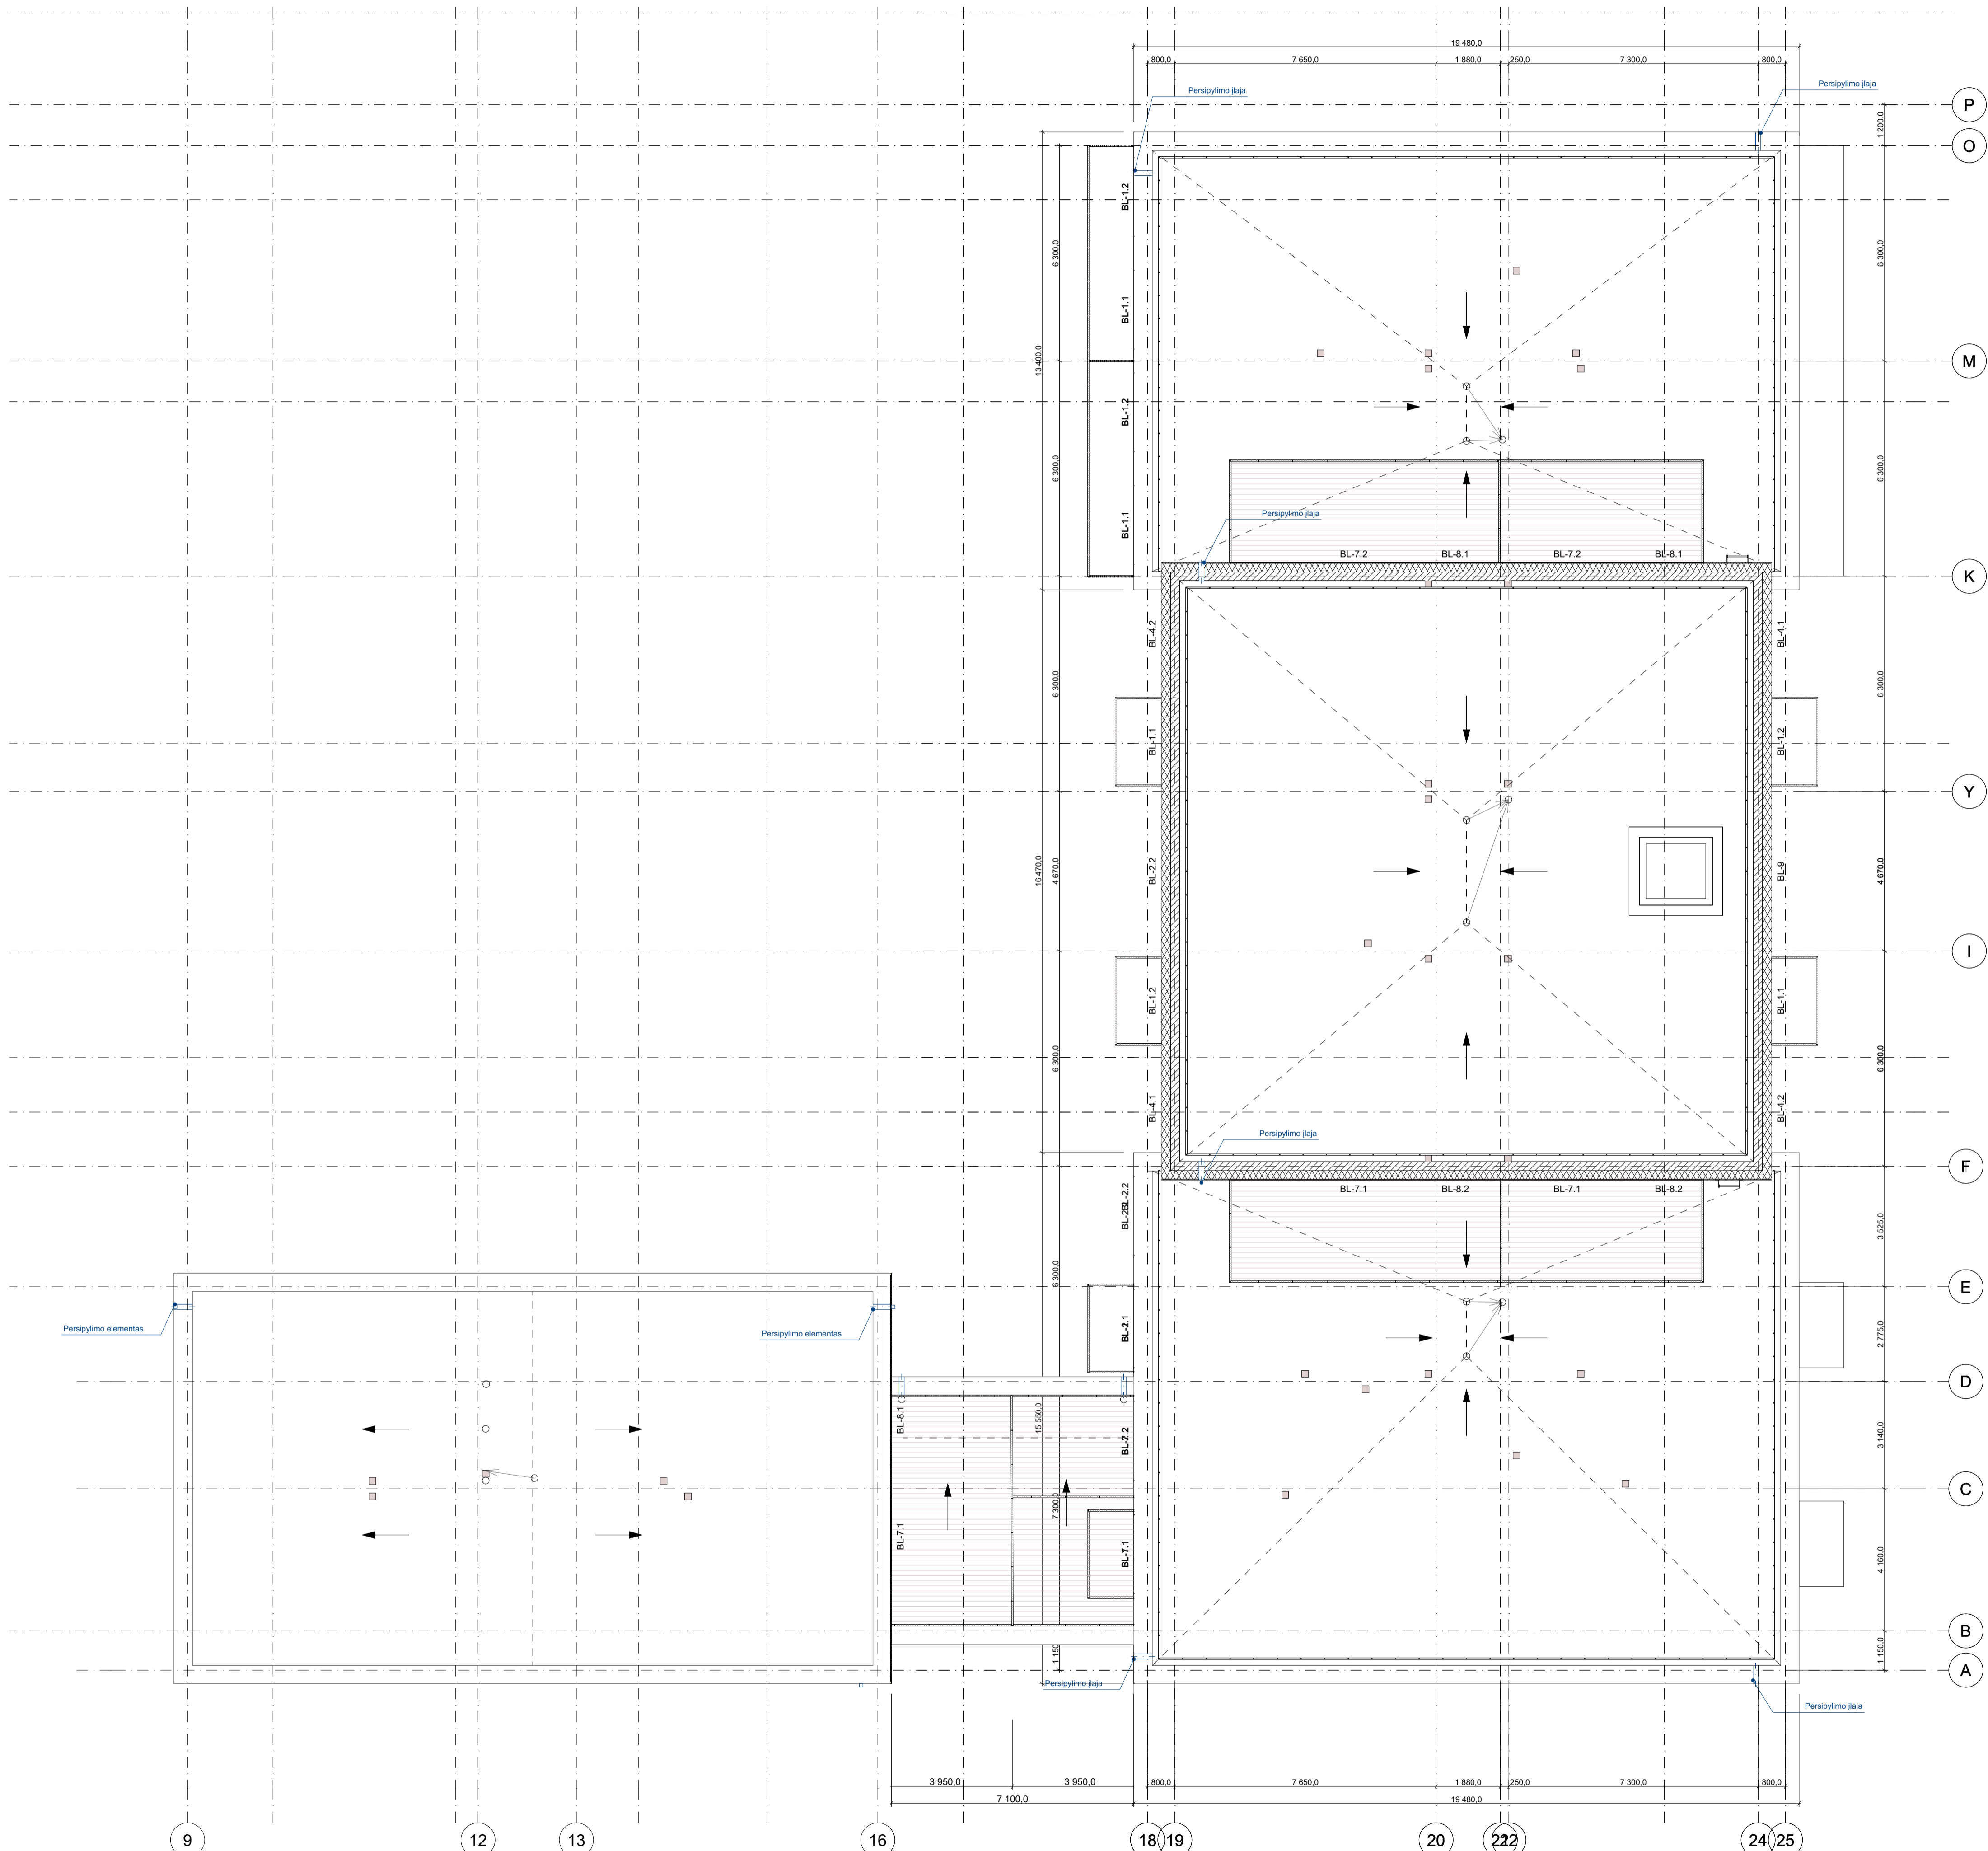 19 480,0
800,0 7 650,0 1 880,0 250,0 7 300,0 800,0
Persipylimo įlaja
Persipylimo įlaja
P
1 200,0
O
BL-1.2
6 300,0
6 300,0
BL-1.1
13 400,0
M
BL-1.2
6 300,0
6 300,0
BL-1.1
Persipylimo įlaja
BL-7.2 BL-8.1 BL-7.2 BL-8.1
K
BL-4.2
BL-4.1
6 300,0
6 300,0
BL-1.1
BL-1.2
Y
16 470,0
4 670,0
BL-2.2
BL-9
4 670,0
I
BL-1.2
BL-1.1
6 300,0
6 300,0
BL-4.1
BL-4.2
Persipylimo įlaja
F
BL-7.1 BL-8.2 BL-7.1 BL-8.2
BL-2.2
3 525,0
6 300,0
E
Persipylimo elementas
Persipylimo elementas
2 775,0
D
BL-8.1
15 550,0
3 140,0
C
7 300,0
BL-7.1
BL-7.1
4 160,0
B
1 150
1 150,0
A
Persipylimo įlaja
Persipylimo įlaja
3 950,0 3 950,0 800,0 7 650,0 1 880,0 250,0 7 300,0 800,0
7 100,0 19 480,0
9 12 13 16 18 19 20 21 22 24 25